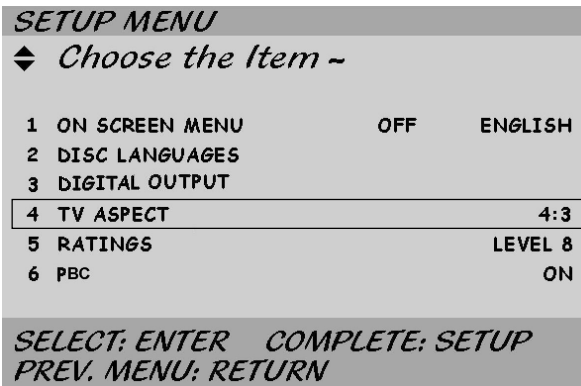 SETUP MENU
Choose the Item ~
1 ON SCREEN MENU OFF ENGLISH
2 DISC LANGUAGES
3 DIGITAL OUTPUT
4 TV ASPECT 4:3
5 RATINGS LEVEL 8
6 PBC ON
SELECT: ENTER COMPLETE: SETUP
PREV. MENU: RETURN